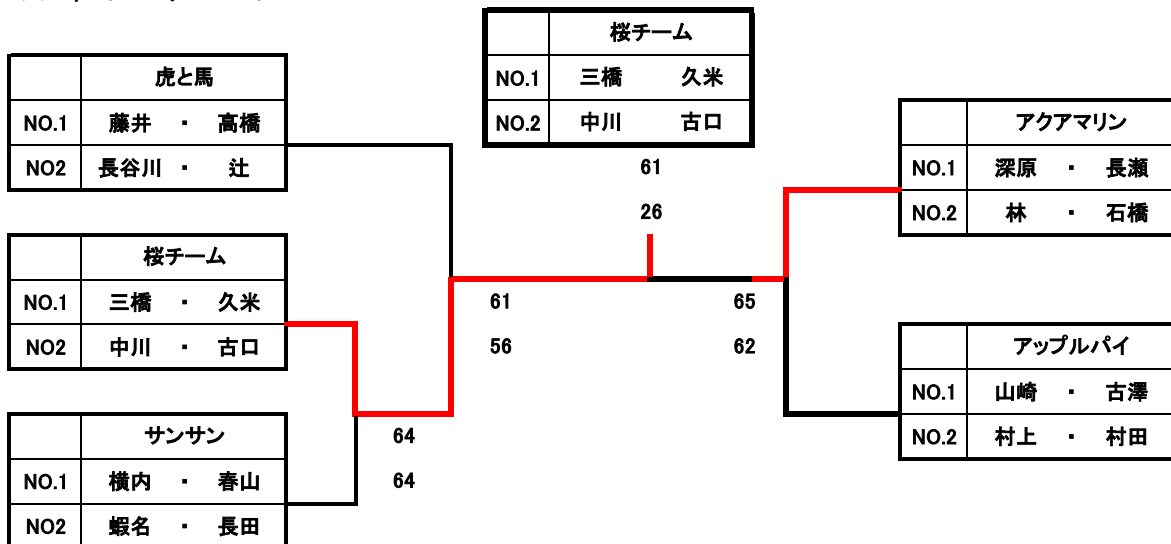 桜チーム
NO.1 三橋 久米
NO.2 中川 古口
虎と馬
NO.1 藤井 ・ 高橋
NO2 長谷川 ・ 辻
61
26
アクアマリン
NO.1 深原 ・ 長瀬
NO.2 林 ・ 石橋
桜チーム
NO.1 三橋 ・ 久米
NO2 中川 ・ 古口
61
56
65
62
アップルパイ
NO.1 山崎 ・ 古澤
NO.2 村上 ・ 村田
サンサン
NO.1 横内 ・ 春山
NO2 蝦名 ・ 長田
64
64